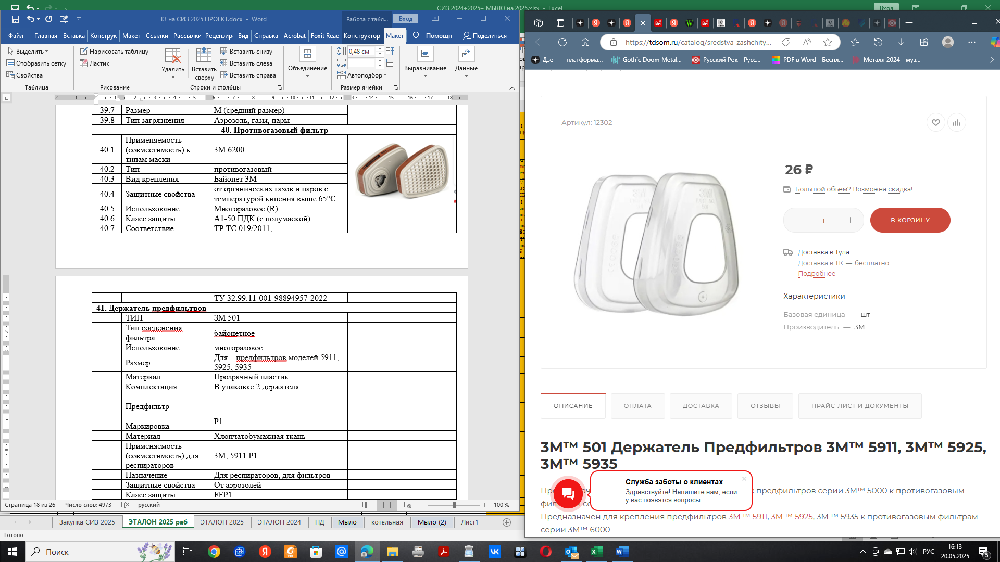 СИЗ 2024+2025+ МЫЛО на 2025.xlsx - Excel
Вход
ТЗ на СИЗ 2025 ПРОЕКТ.docx - Word
Работа с табл...
Вход
Файл Главная Вставка Конструк Макет Ссылки Рассылки Рецензир Вид Справка Acrobat Foxit Reac Конструктор Макет Помощн Поделиться
Выделить
Отобразить сетку
Свойства
Таблица
Нарисовать таблицу
Ластик
Рисование
Удалить
Вставить сверху
Вставить снизу
Вставить слева
Вставить справа
Строки и столбцы
Объединение
0,48 см
Автоподбор
Размер ячейки
Выравнивание
Данные
39.7 Размер M (средний размер)
39.8 Тип загрязнения Аэрозоль, газы, пары
40. Противогазовый фильтр
40.1 Применяемость (совместимость) к типам маски 3М 6200
40.2 Тип противогазовый
40.3 Вид крепления Байонет 3М
40.4 Защитные свойства от органических газов и паров с температурой кипения выше 65°С
40.5 Использование Многоразовое (R)
40.6 Класс защиты А1-50 ПДК (с полумаской)
40.7 Соответствие ТР ТС 019/2011,
ТУ 32.99.11-001-98894957-2022
41. Держатель предфильтров
ТИП 3М 501
Тип соеденения фильтра байонетное
Использование многоразовое
Размер Для предфильтров моделей 5911, 5925, 5935
Материал Прозрачный пластик
Комплектация В упаковке 2 держателя
Предфильтр
Маркировка P1
Материал Хлопчатобумажная ткань
Применяемость (совместимость) для респираторов 3М; 5911 Р1
Назначение Для респираторов, для фильтров
Защитные свойства От аэрозолей
Класс защиты FFP1
Страница 18 из 26 Число слов: 4973 русский 100 %
Закупка СИЗ 2025 ЭТАЛОН 2025 раб ЭТАЛОН 2025 ЭТАЛОН 2024 НД Мыло котельная Мыло (2) Лист1
Готово
https://tdsom.ru/catalog/sredstva-zashchity...
Дзен — платформа... Gothic Doom Metal... Русский Рок - Русс... PDF в Word - Беспл... Металл 2024 - муз...
Артикул: 12302
26 ₽
Большой объем? Возможна скидка!
1
В КОРЗИНУ
Доставка в Тула
Доставка в ТК — бесплатно
Подробнее
Характеристики
Базовая единица — шт
Производитель — 3М
ОПИСАНИЕ ОПЛАТА ДОСТАВКА ОТЗЫВЫ ПРАЙС-ЛИСТ И ДОКУМЕНТЫ
3М™ 501 Держатель Предфильтров 3М™ 5911, 3М™ 5925,
3М™ 5935
Служба заботы о клиентах
Здравствуйте! Напишите нам, если
у вас появятся вопросы.
к предфильтров серии 3М™ 5000 к противогазовым
Предназначен для крепления предфильтров 3М ™ 5911, 3М ™ 5925, 3М ™ 5935 к противогазовым фильтрам
серии 3М™ 6000
Поиск
РУС
16:13
20.05.2025
5